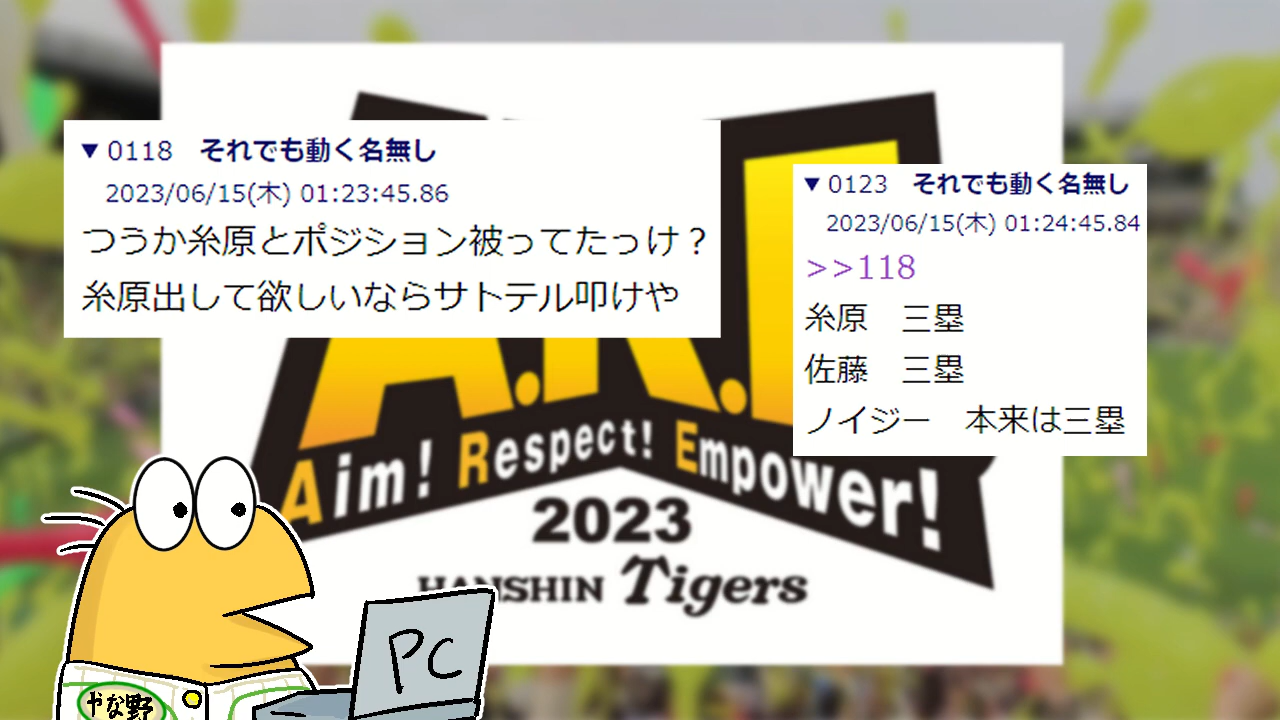 ▼0118 それでも動く名無し
2023/06/15(木) 01:23:45.86
つうか糸原とポジション被ってたっけ？
糸原出して欲しいならサトテル叩けや
▼0123 それでも動く名無し
2023/06/15(木) 01:24:45.84
>>118
糸原　三塁
佐藤　三塁
ノイジー　本来は三塁
Aim! Respect! Empower!
2023
HANSHIN Tigers
PC
やな野